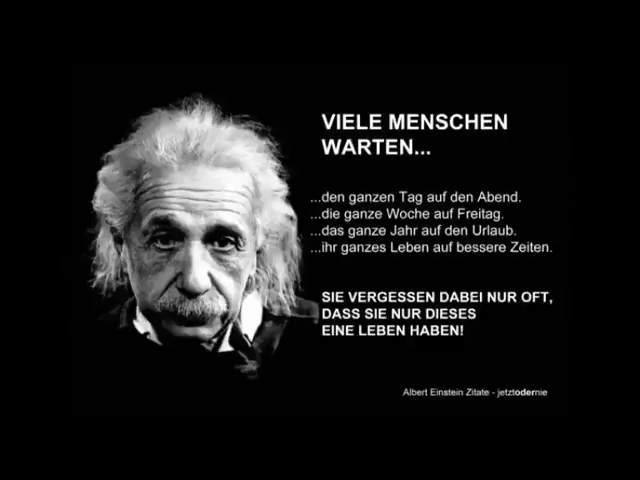 VIELE MENSCHEN
WARTEN...
...den ganzen Tag auf den Abend.
...die ganze Woche auf Freitag.
...das ganze Jahr auf den Urlaub.
...ihr ganzes Leben auf bessere Zeiten.
SIE VERGESSEN DABEI NUR OFT,
DASS SIE NUR DIESES
EINE LEBEN HABEN!
Albert Einstein Zitate - jetztodernie